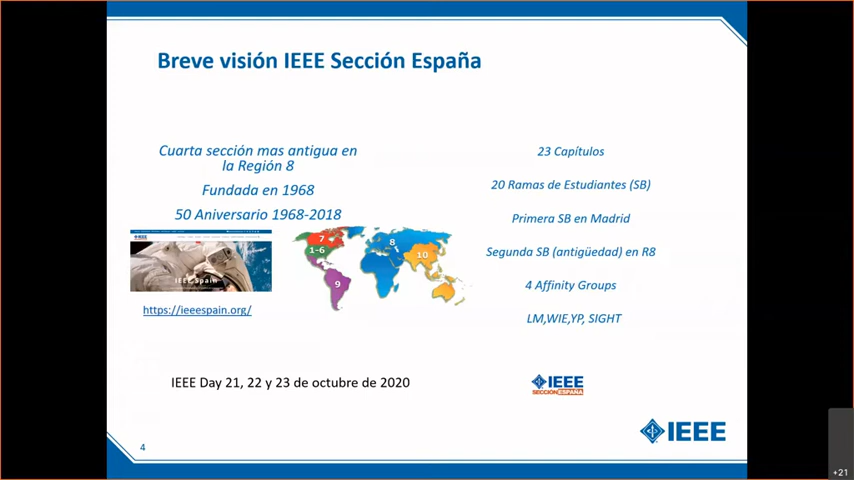 Breve visión IEEE Sección España
Cuarta sección mas antigua en
la Región 8
Fundada en 1968
50 Aniversario 1968-2018
IEEE Spain
https://ieeespain.org/
7
1-6
8
10
9
23 Capítulos
20 Ramas de Estudiantes (SB)
Primera SB en Madrid
Segunda SB (antigüedad) en R8
4 Affinity Groups
LM,WIE,YP, SIGHT
IEEE Day 21, 22 y 23 de octubre de 2020
IEEE
SECCIÓN ESPAÑA
IEEE
4
+21